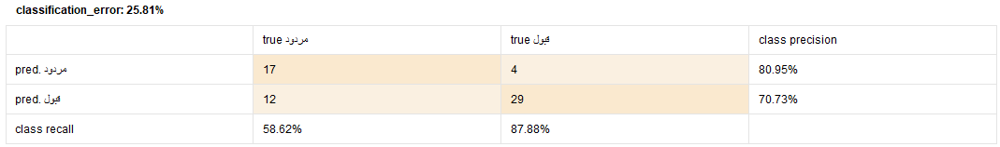 classification_error: 25.81%
true مردود true قبول class precision
pred. مردود 17 4 80.95%
pred. قبول 12 29 70.73%
class recall 58.62% 87.88%